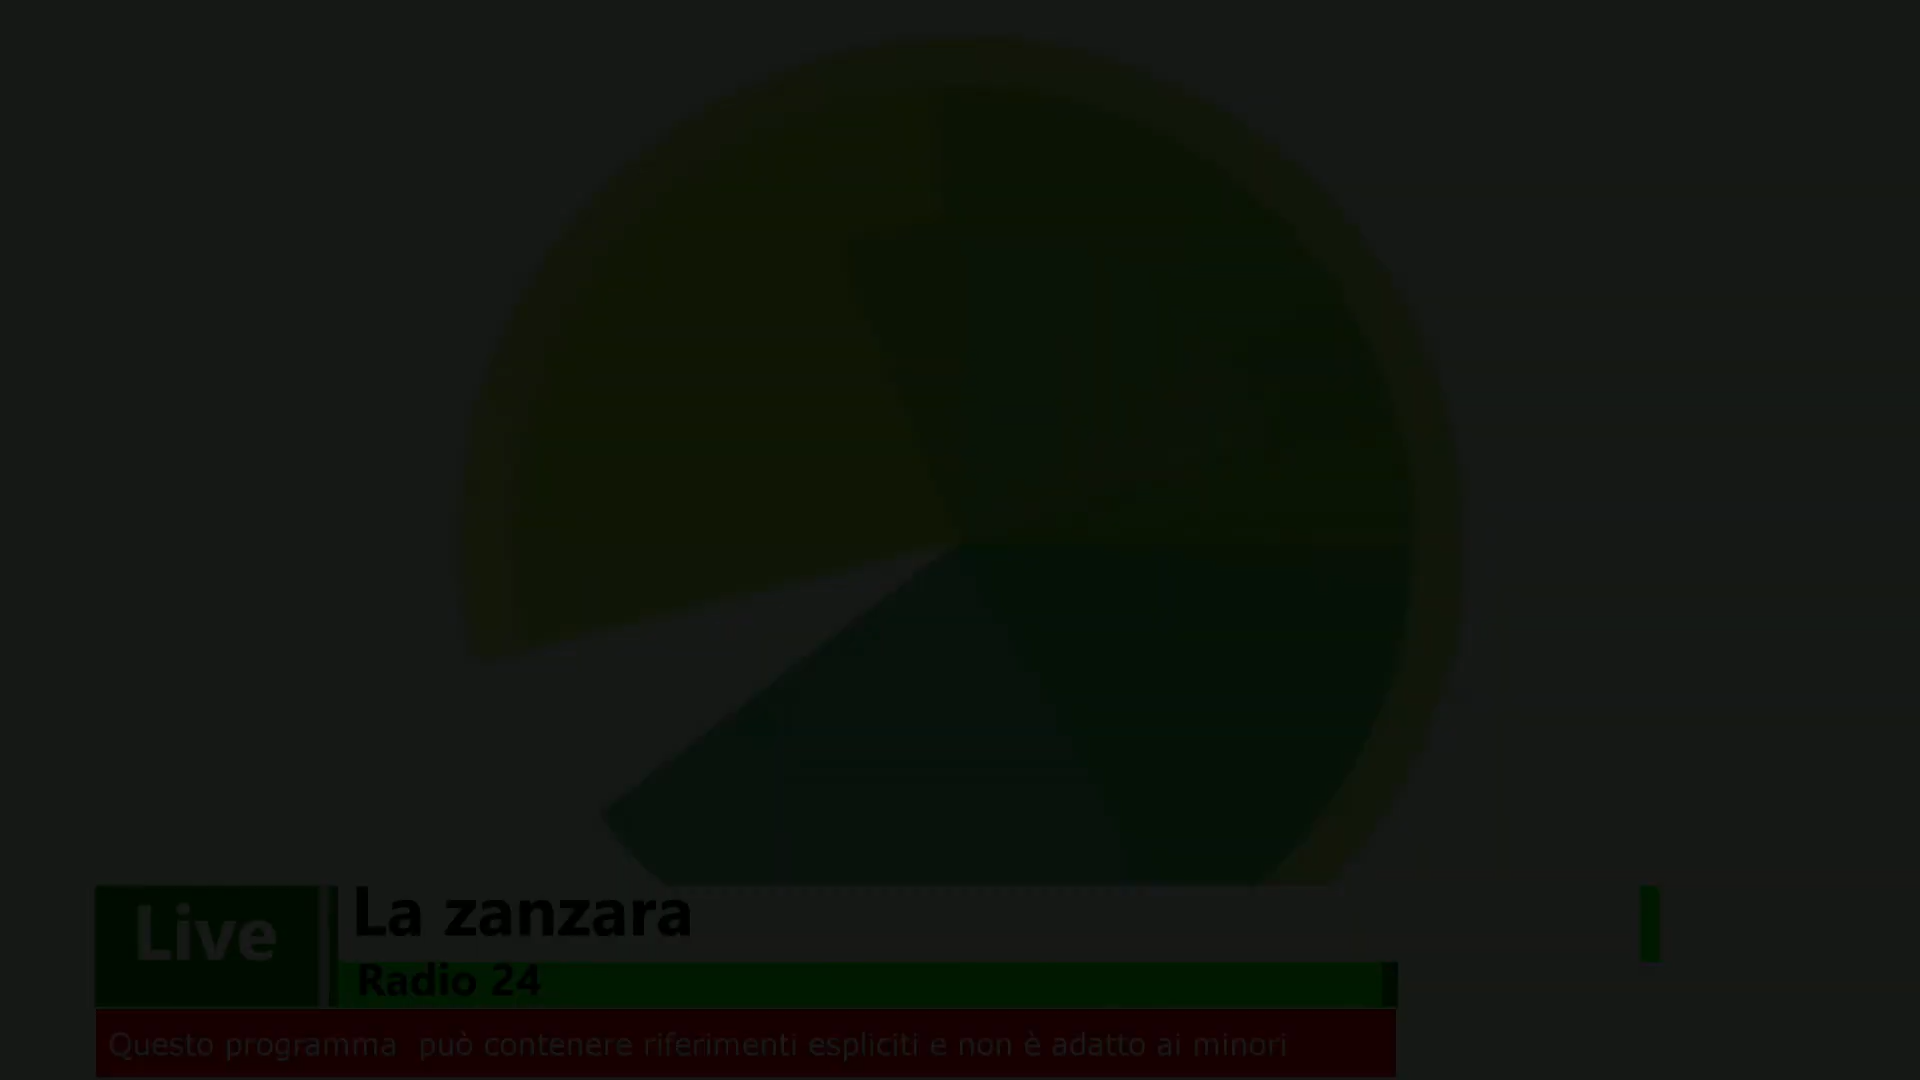 Live
La zanzara
Radio 24
Questo programma  può contenere riferimenti espliciti e non è adatto ai minori